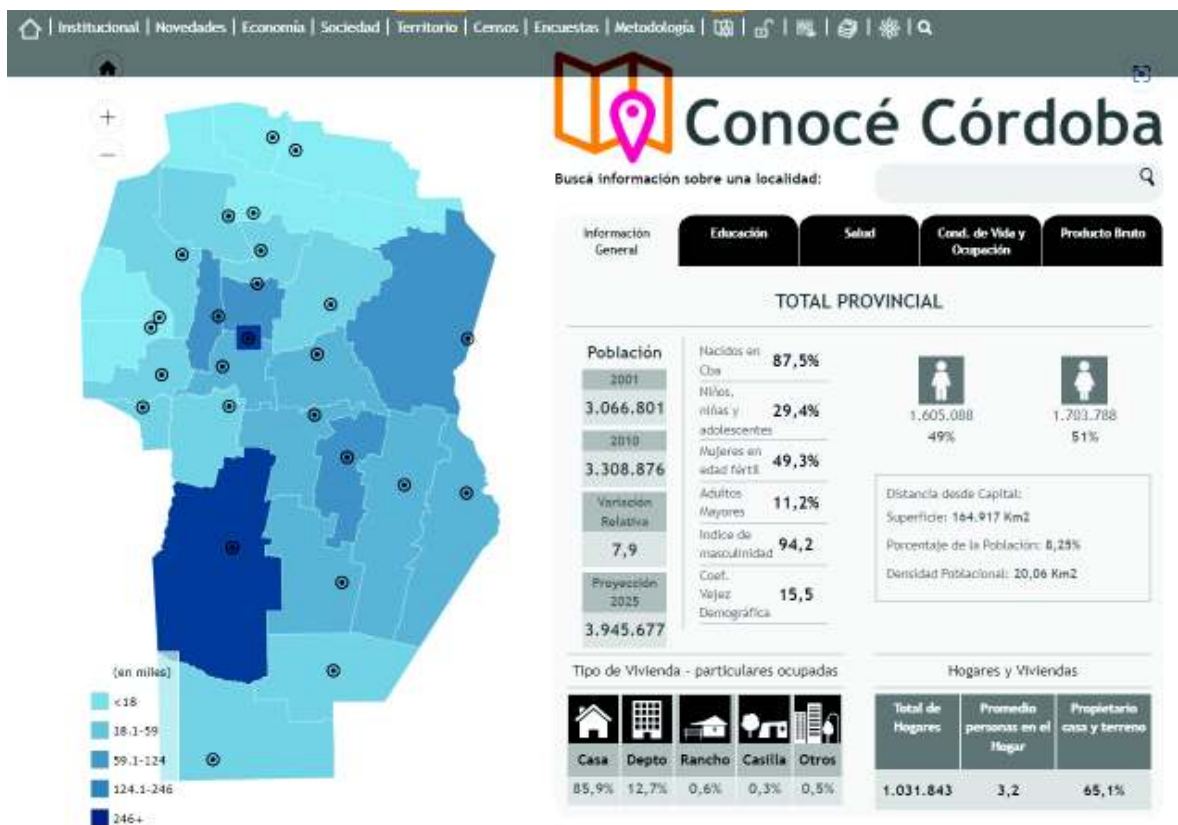 Institucional | Novedades | Economía | Sociedad | Territorio | Censos | Encuestas | Metodología
Conocé Córdoba
Buscá información sobre una localidad:
Información
General
Educación
Salud
Cond. de Vida y
Ocupación
Producto Bruto
TOTAL PROVINCIAL
Población
2001
3.066.801
2010
3.308.876
Variación
Relativa
7,9
Proyección
2025
3.945.677
Nacidos en
Cba
87,5%
Niños,
niñas y
adolescentes
29,4%
Mujeres en
edad fértil
49,3%
Adultos
Mayores
11,2%
Indice de
masculinidad
94,2
Coef.
Vejez
Demográfica
15,5
1.605.088
49%
1.703.788
51%
Distancia desde Capital:
Superficie: 164.917 Km2
Porcentaje de la Población: 8,25%
Densidad Poblacional: 20,06 Km2
(en miles)
<18
18.1-59
59.1-124
124.1-246
246+
Tipo de Vivienda - particulares ocupadas
Casa
Depto
Rancho
Casilla
Otros
85,9%
12,7%
0,6%
0,3%
0,5%
Hogares y Viviendas
Total de
Hogares
Promedio
personas en el
Hogar
Propietario
casa y terreno
1.031.843
3,2
65,1%